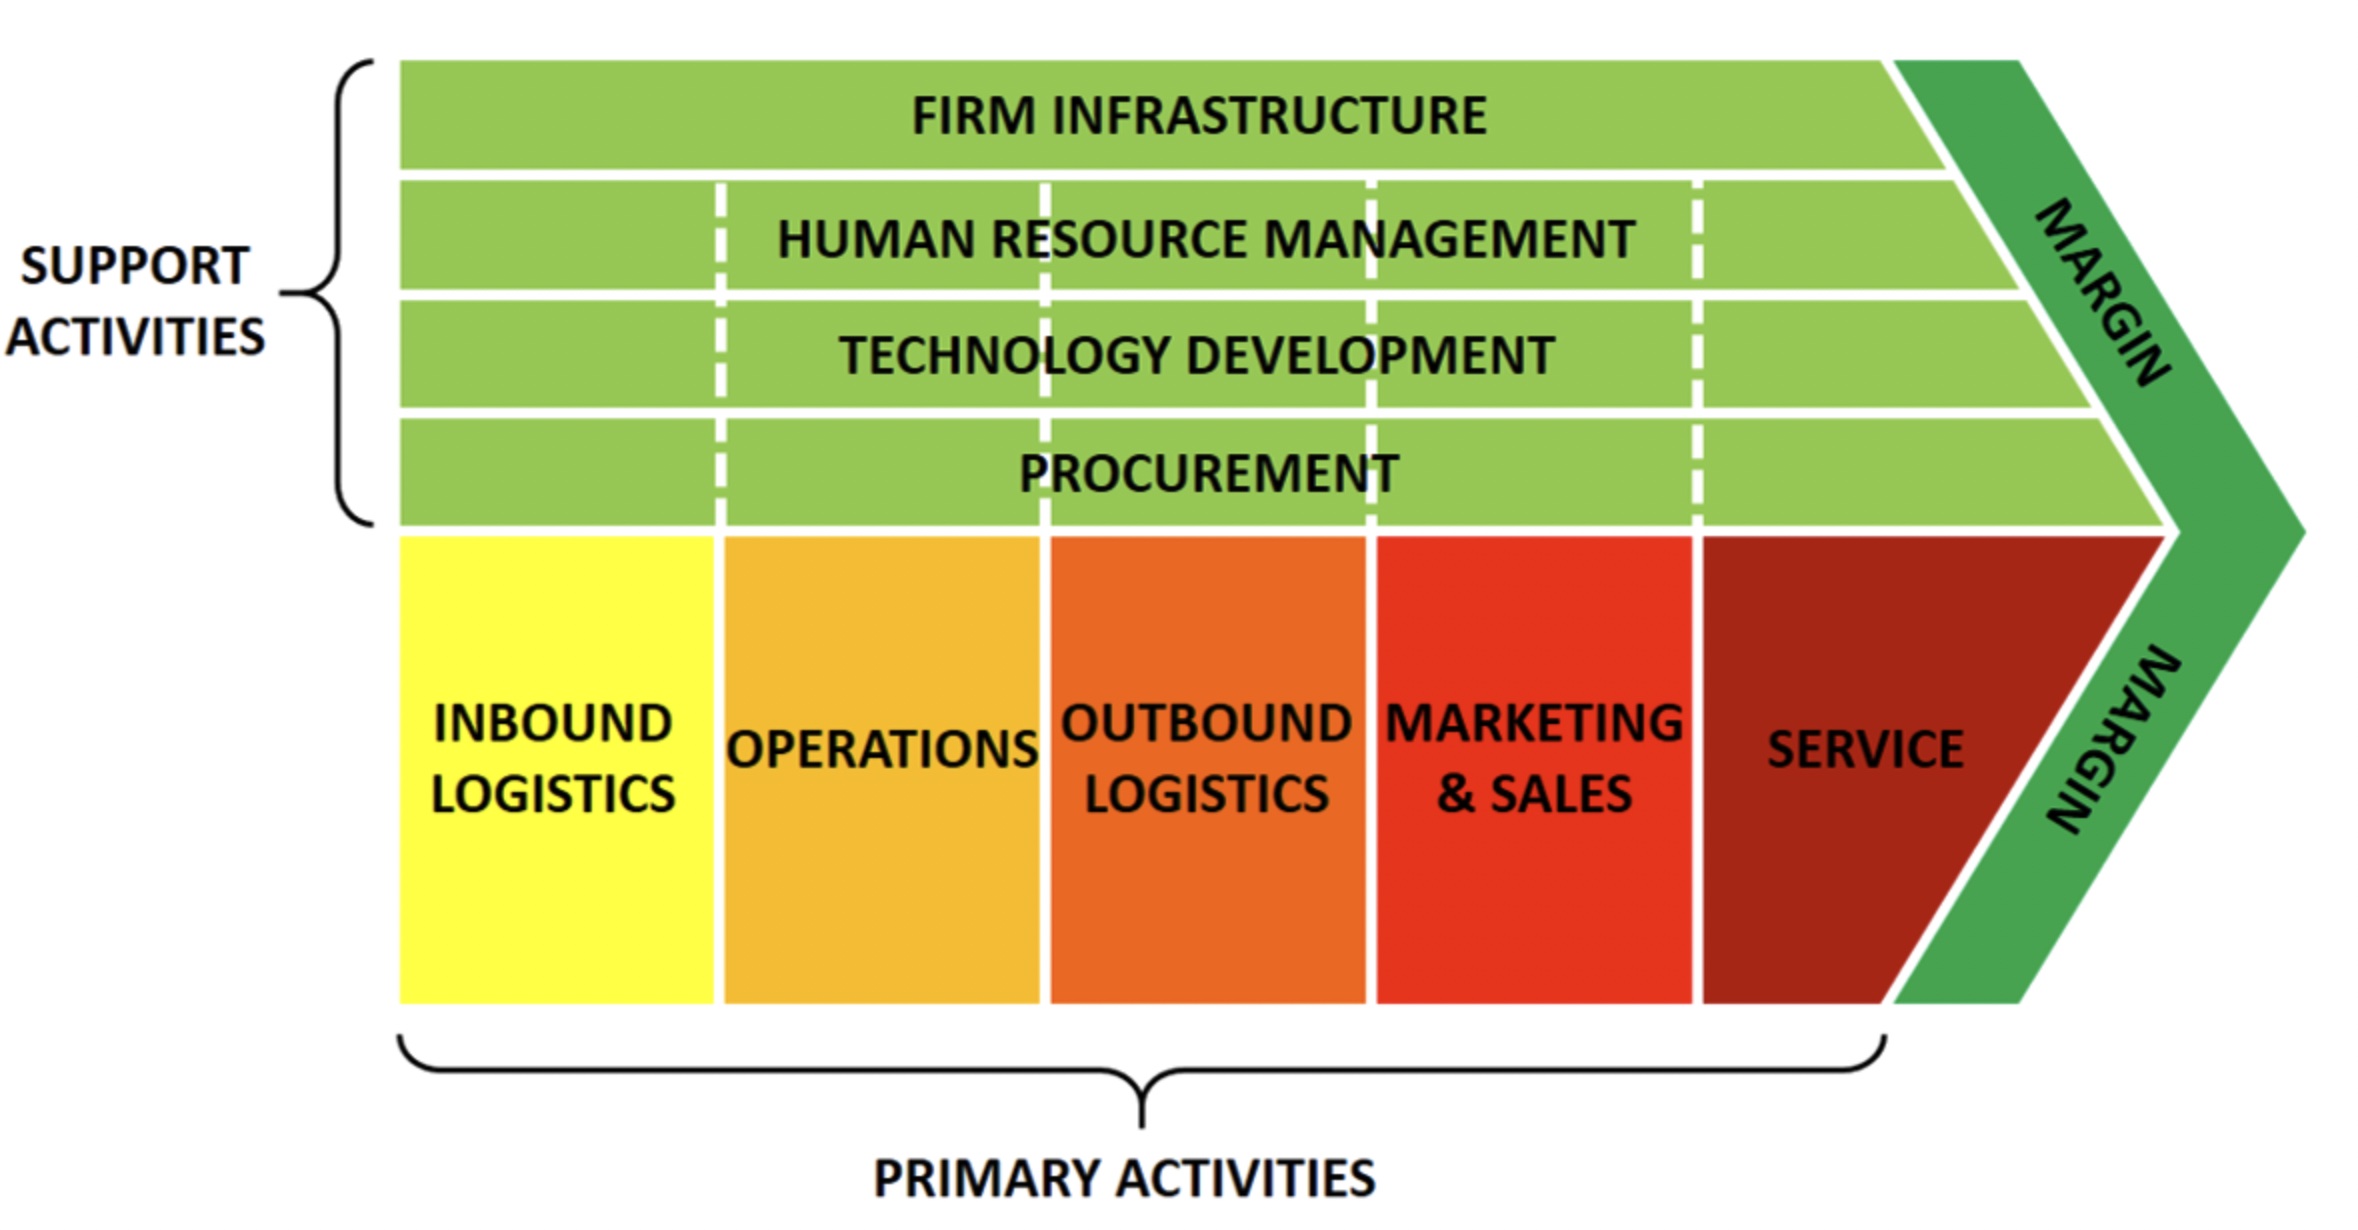 FIRM INFRASTRUCTURE
HUMAN RESOURCE MANAGEMENT
TECHNOLOGY DEVELOPMENT
PROCUREMENT
SUPPORT
ACTIVITIES
MARGIN
INBOUND
LOGISTICS
OPERATIONS
OUTBOUND
LOGISTICS
MARKETING
& SALES
SERVICE
MARGIN
PRIMARY ACTIVITIES